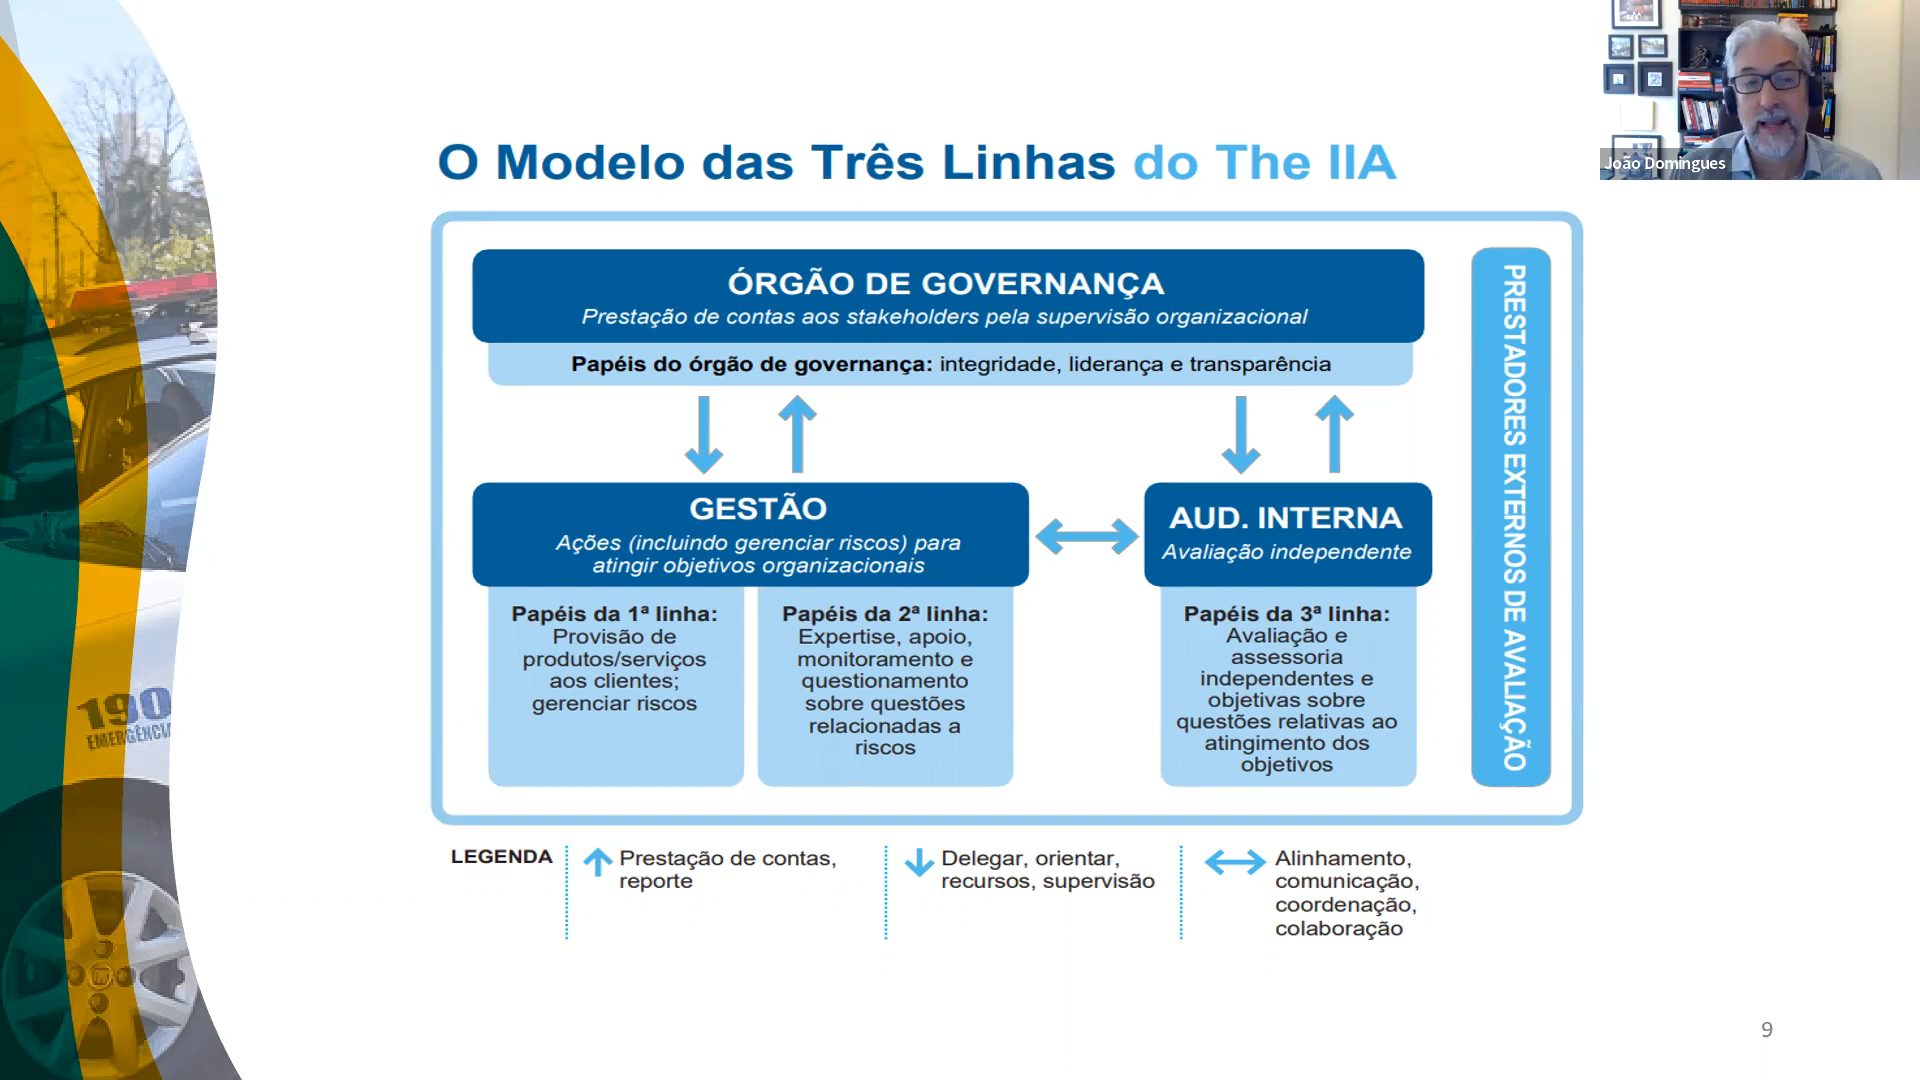 João Domingues
O Modelo das Três Linhas do The IIA
ÓRGÃO DE GOVERNANÇA
Prestação de contas aos stakeholders pela supervisão organizacional
Papéis do órgão de governança: integridade, liderança e transparência
GESTÃO
Ações (incluindo gerenciar riscos) para
atingir objetivos organizacionais
Papéis da 1ª linha:
Provisão de
produtos/serviços
aos clientes;
gerenciar riscos
Papéis da 2ª linha:
Expertise, apoio,
monitoramento e
questionamento
sobre questões
relacionadas a
riscos
AUD. INTERNA
Avaliação independente
Papéis da 3ª linha:
Avaliação e
assessoria
independentes e
objetivas sobre
questões relativas ao
atingimento dos
objetivos
PRESTADORES EXTERNOS DE AVALIAÇÃO
LEGENDA
Prestação de contas,
reporte
Delegar, orientar,
recursos, supervisão
Alinhamento,
comunicação,
coordenação,
colaboração
190
9